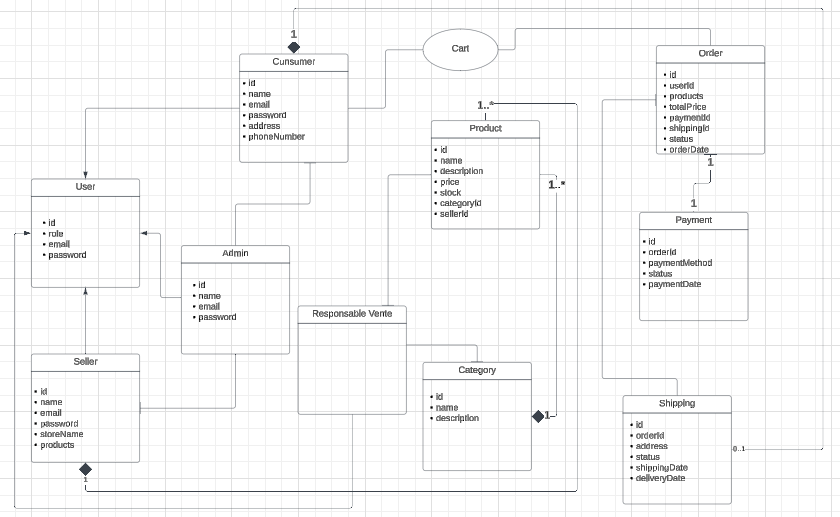 1
Cunsumer
• id
• name
• email
• password
• address
• phoneNumber
Cart
Order
• id
• userId
• products
• totalPrice
• paymentId
• shippingId
• status
• orderDate
1
1..*
Product
• id
• name
• description
• price
• stock
• categoryId
• sellerId
1..*
User
• id
• role
• email
• password
1
Payment
• id
• orderId
• paymentMethod
• status
• paymentDate
Admin
• id
• name
• email
• password
Responsable Vente
Seller
• id
• name
• email
• password
• storeName
• products
1
Category
• id
• name
• description
1
Shipping
• id
• orderId
• address
• status
• shippingDate
• deliveryDate
0..1